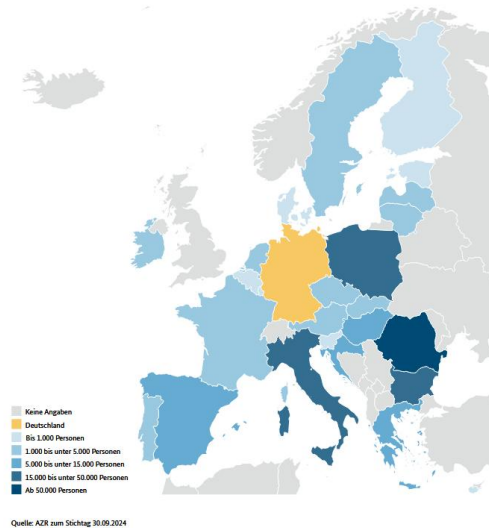 Keine Angaben
Deutschland
Bis 1.000 Personen
1.000 bis unter 5.000 Personen
5.000 bis unter 15.000 Personen
15.000 bis unter 50.000 Personen
Ab 50.000 Personen
Quelle: AZR zum Stichtag 30.09.2024